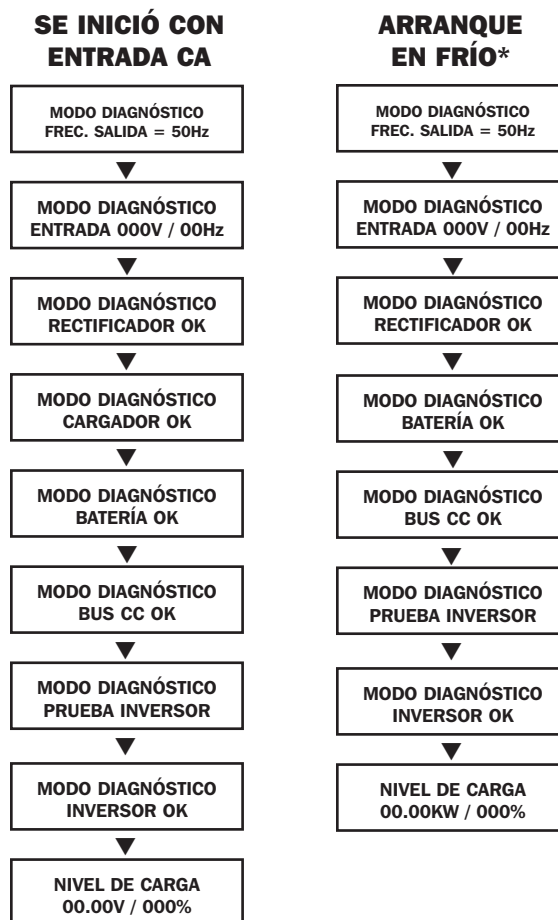 SE INICIÓ CON
ENTRADA CA
MODO DIAGNÓSTICO
FREC. SALIDA = 50Hz
MODO DIAGNÓSTICO
ENTRADA 000V / 00Hz
MODO DIAGNÓSTICO
RECTIFICADOR OK
MODO DIAGNÓSTICO
CARGADOR OK
MODO DIAGNÓSTICO
BATERÍA OK
MODO DIAGNÓSTICO
BUS CC OK
MODO DIAGNÓSTICO
PRUEBA INVERSOR
MODO DIAGNÓSTICO
INVERSOR OK
NIVEL DE CARGA
00.00V / 000%
ARRANQUE
EN FRÍO*
MODO DIAGNÓSTICO
FREC. SALIDA = 50Hz
MODO DIAGNÓSTICO
ENTRADA 000V / 00Hz
MODO DIAGNÓSTICO
RECTIFICADOR OK
MODO DIAGNÓSTICO
BATERÍA OK
MODO DIAGNÓSTICO
BUS CC OK
MODO DIAGNÓSTICO
PRUEBA INVERSOR
MODO DIAGNÓSTICO
INVERSOR OK
NIVEL DE CARGA
00.00KW / 000%